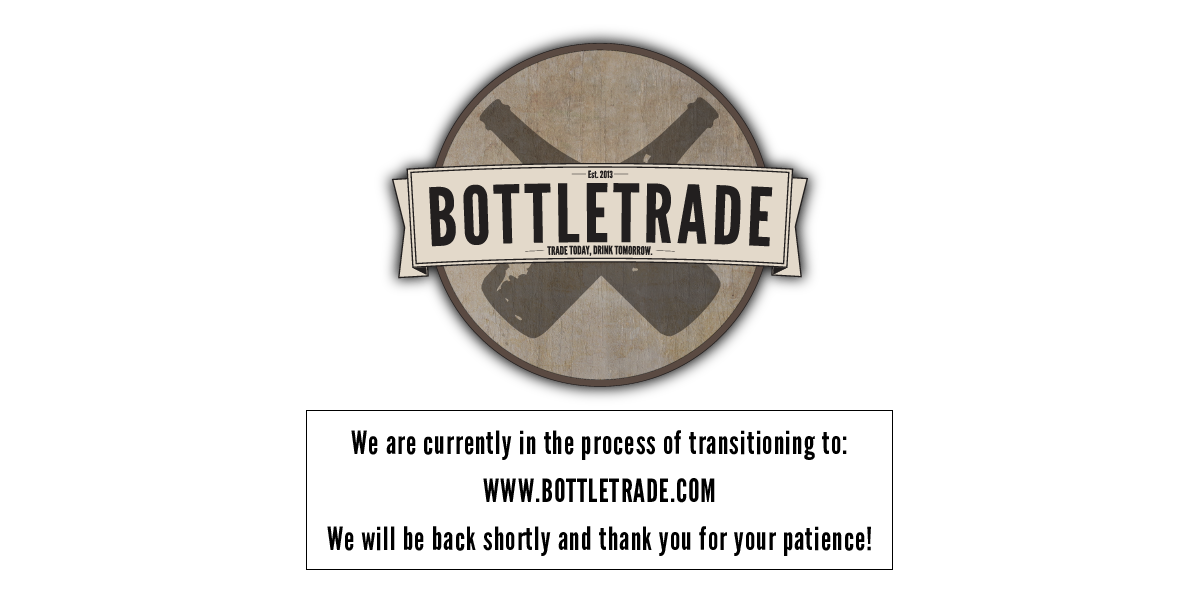 Est. 2013
BOTTLETRADE
TRADE TODAY, DRINK TOMORROW.
We are currently in the process of transitioning to:
WWW.BOTTLETRADE.COM
We will be back shortly and thank you for your patience!